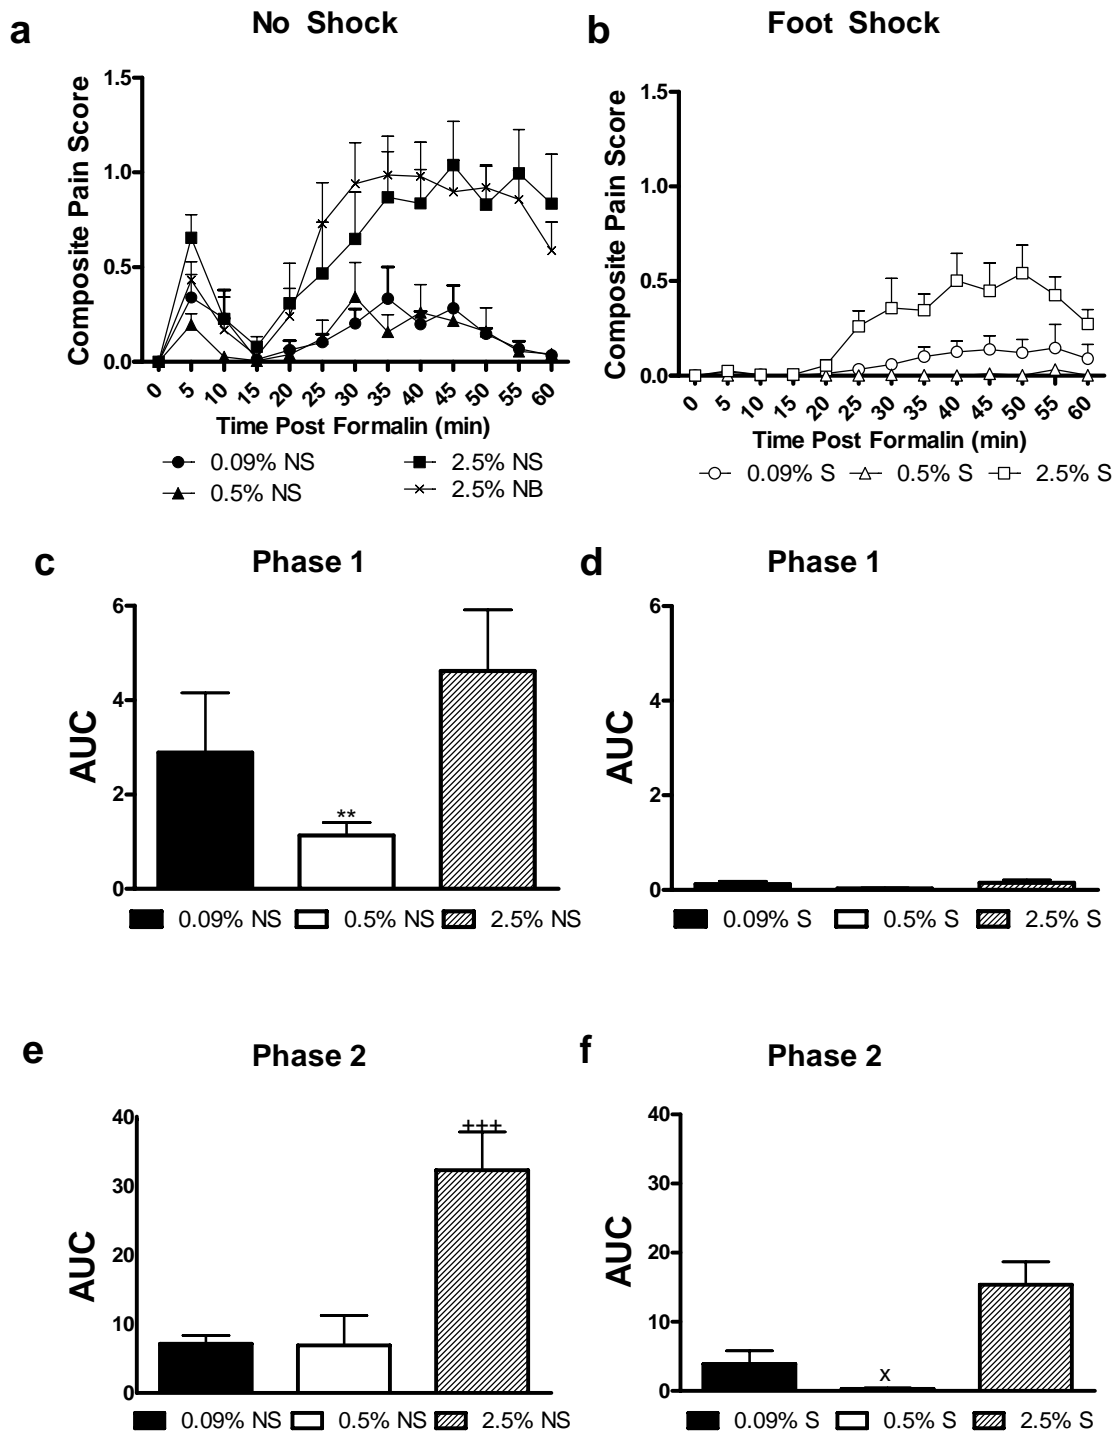 a
No Shock
b
Foot Shock
Composite Pain Score
1.5
1.0
0.5
0.0
0 5 10 15 20 25 30 35 40 45 50 55 60
Time Post Formalin (min)
0.09% NS
2.5% NS
0.5% NS
2.5% NB
Composite Pain Score
1.5
1.0
0.5
0.0
0 5 10 15 20 25 30 35 40 45 50 55 60
Time Post Formalin (min)
0.09% S 0.5% S 2.5% S
c
Phase 1
AUC
6
4
2
0
**
0.09% NS 0.5% NS 2.5% NS
d
Phase 1
AUC
6
4
2
0
0.09% S 0.5% S 2.5% S
e
Phase 2
AUC
40
30
20
10
0
+++
0.09% NS 0.5% NS 2.5% NS
f
Phase 2
AUC
40
30
20
10
0
x
0.09% S 0.5% S 2.5% S